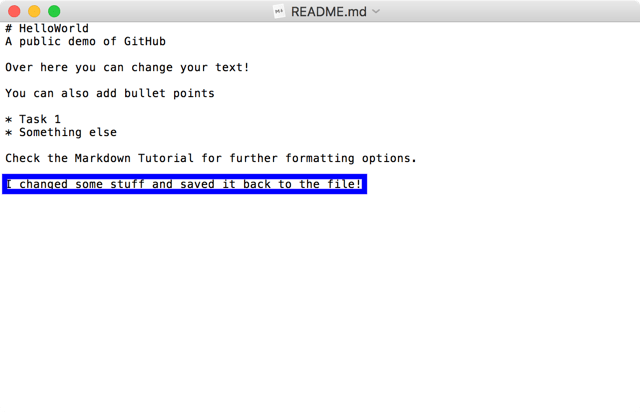 README.md
# HelloWorld
A public demo of GitHub
Over here you can change your text!
You can also add bullet points
* Task 1
* Something else
Check the Markdown Tutorial for further formatting options.
I changed some stuff and saved it back to the file!